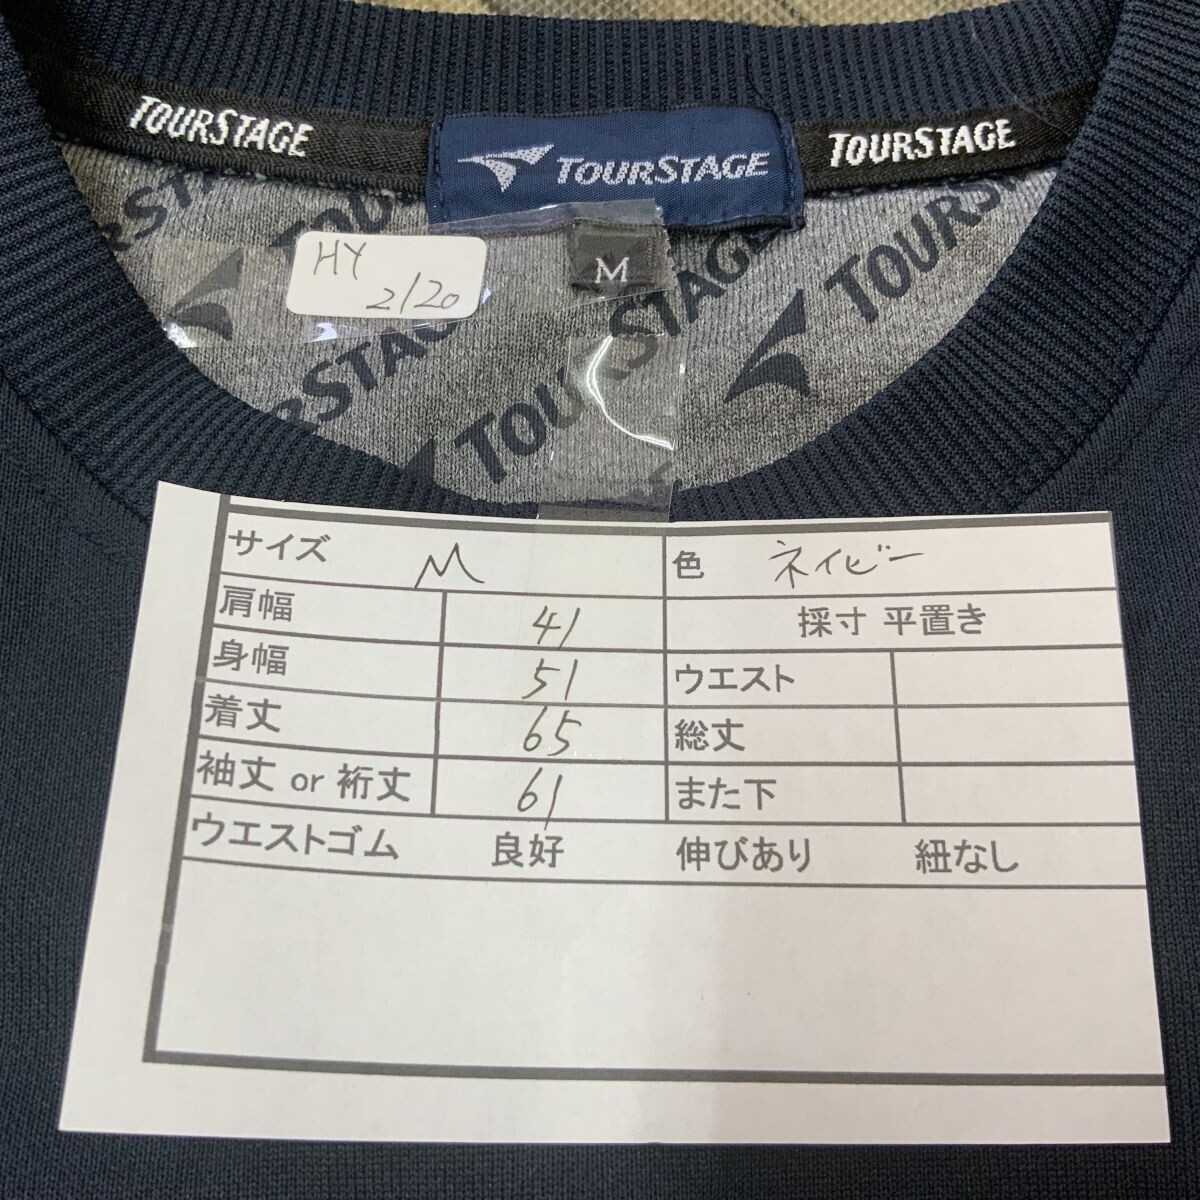 TOURSTAGE
TOURSTAGE
TOURSTAGE
HY
2/20
M
TOURSTAGE
TOURS
サイズ M 色 ネイビー
肩幅 41 採寸 平置き
身幅 51 ウエスト
着丈 65 総丈
袖丈 or 裄丈 61 また下
ウエストゴム 良好 伸びあり 紐なし